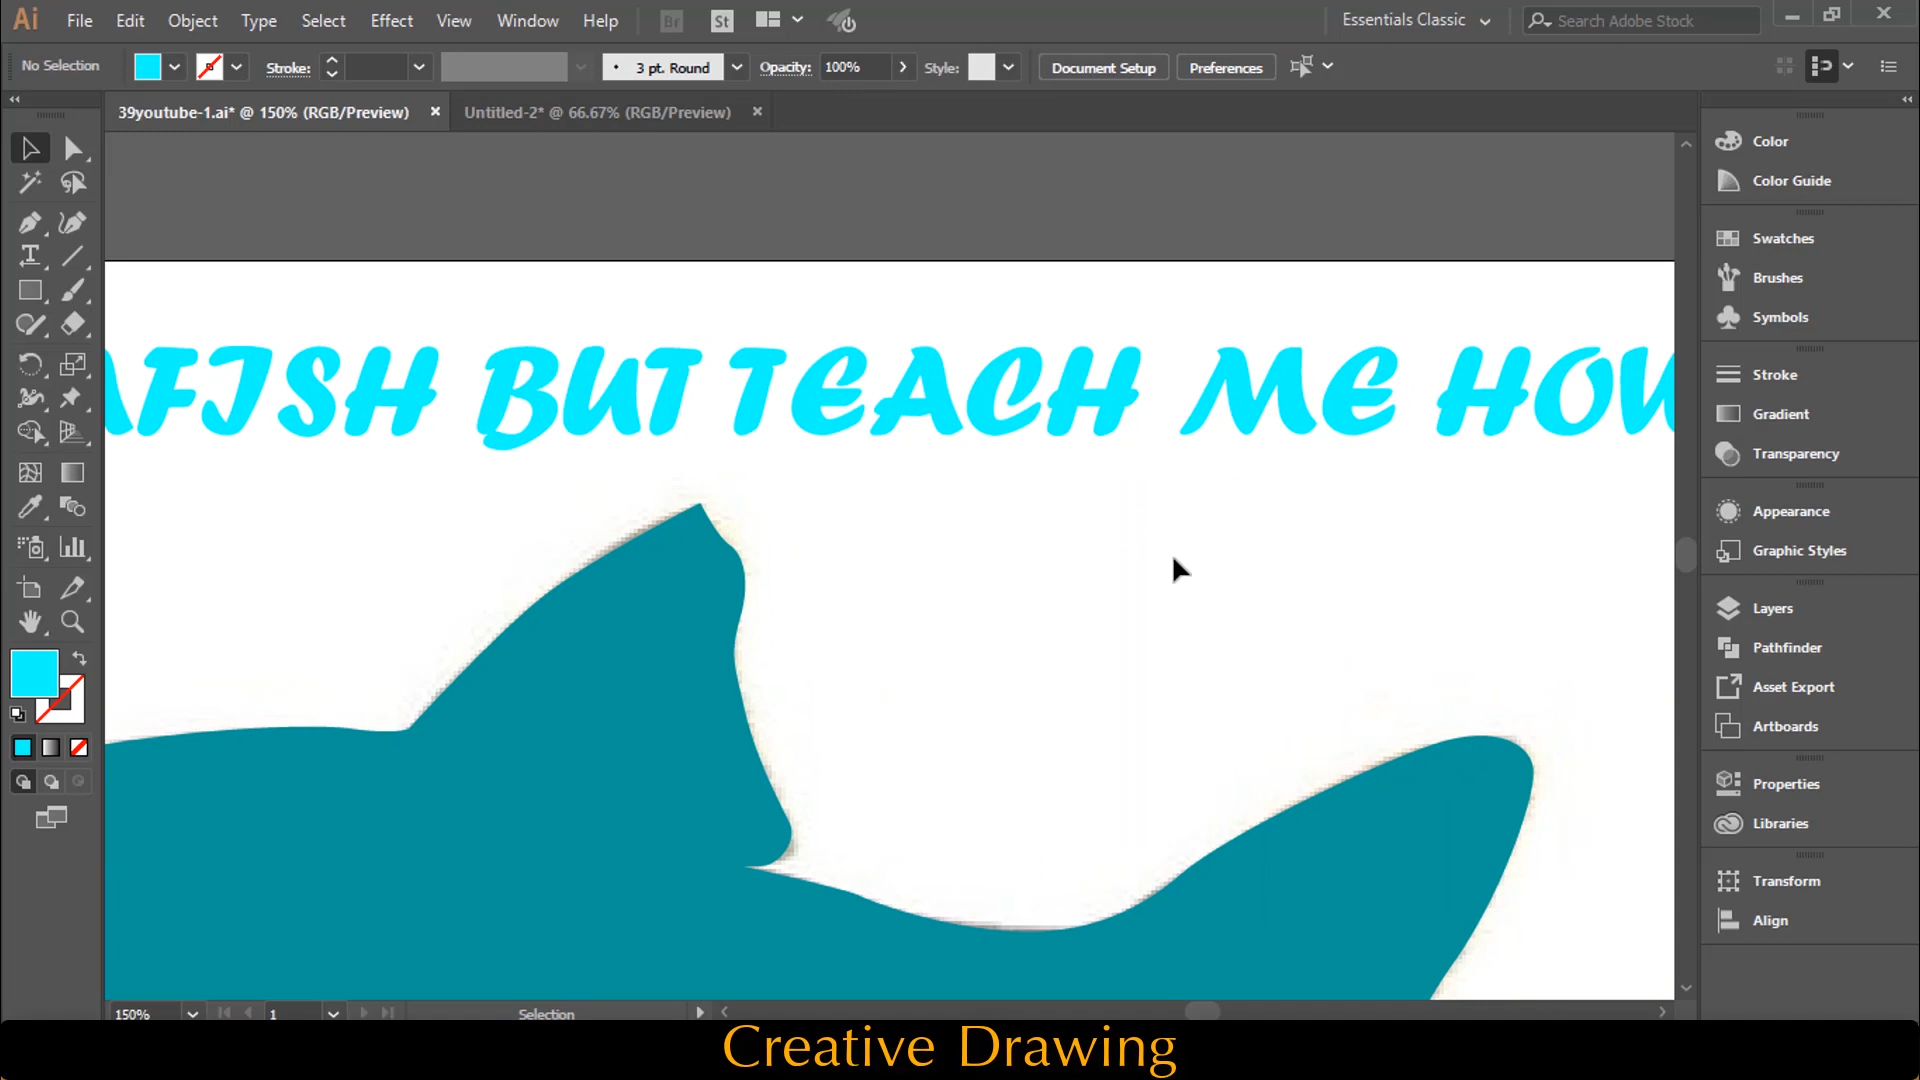 Ai File Edit Object Type Select Effect View Window Help Br St Essentials Classic Search Adobe Stock
No Selection Stroke: 3 pt. Round Opacity: 100% Style: Document Setup Preferences
39youtube-1.ai* @ 150% (RGB/Preview) Untitled-2* @ 66.67% (RGB/Preview)
AFISH BUT TEACH ME HOW
Color
Color Guide
Swatches
Brushes
Symbols
Stroke
Gradient
Transparency
Appearance
Graphic Styles
Layers
Pathfinder
Asset Export
Artboards
Properties
Libraries
Transform
Align
150% 1 Selection
Creative Drawing